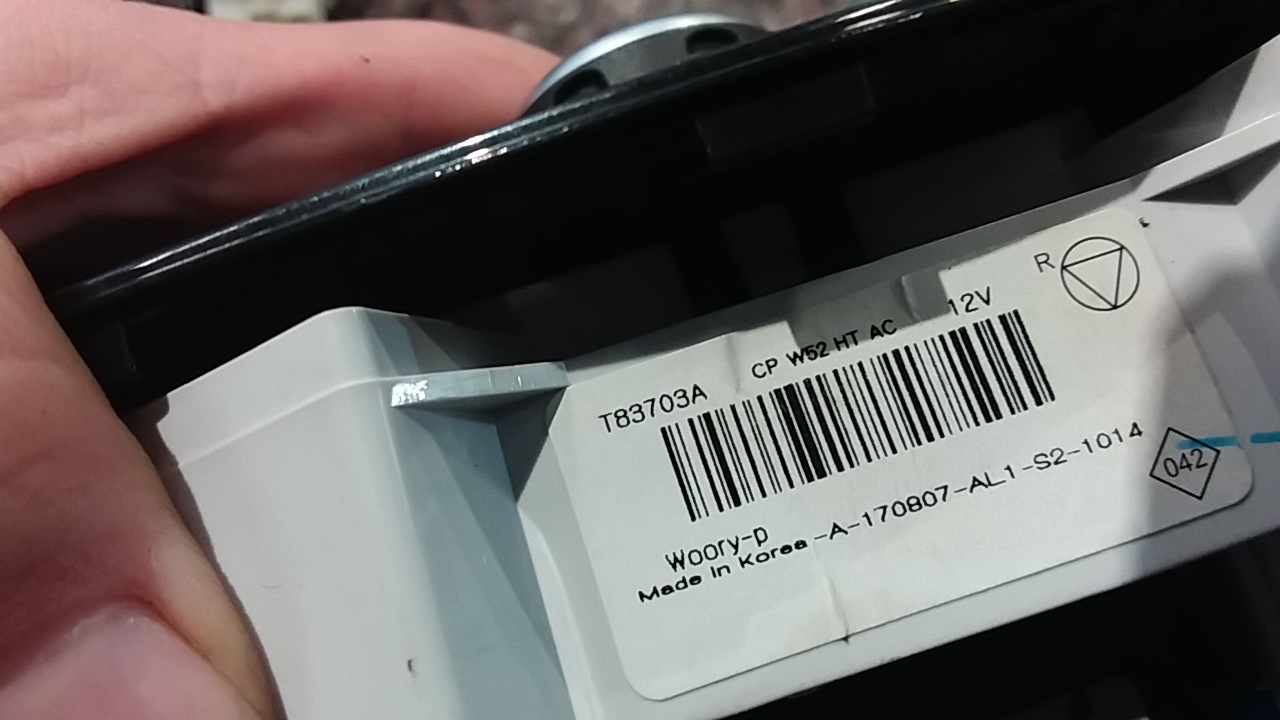 R
CP W52 HT AC 12V
T83703A
Woory-p
Made In Korea -A-170807-AL1-S2-1014
042